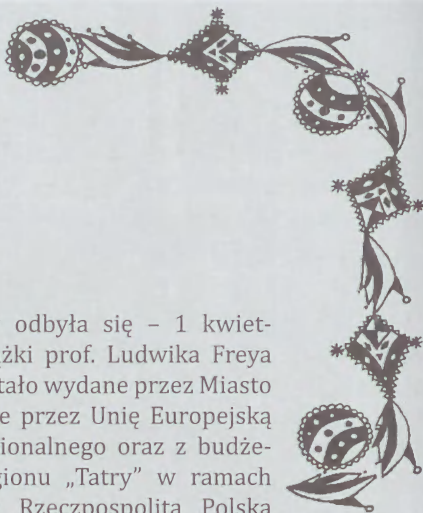 odbyła się – 1 kwiet-
ążki prof. Ludwika Freya
tało wydane przez Miasto
e przez Unię Europejską
ionalnego oraz z budże-
gionu „Tatry” w ramach
Rzeczpospolita Polska